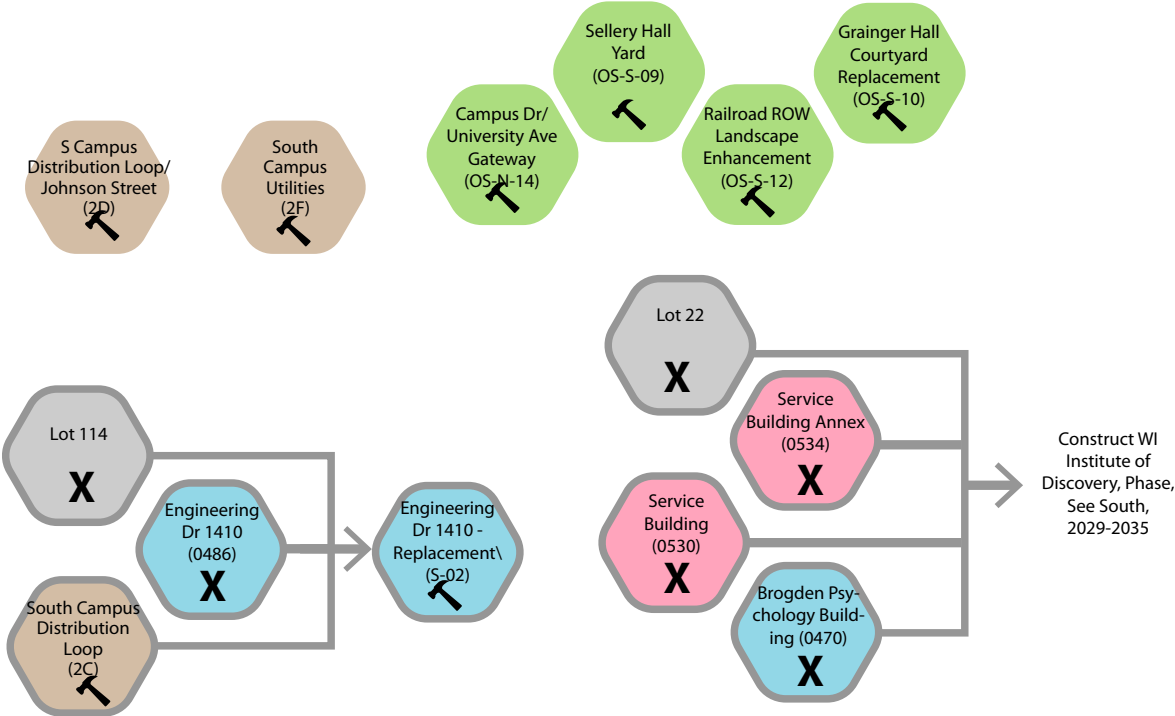 Sellery Hall
Yard
(OS-S-09)
Grainger Hall
Courtyard
Replacement
(OS-S-10)
Campus Dr/
University Ave
Gateway
(OS-N-14)
Railroad ROW
Landscape
Enhancement
(OS-S-12)
S Campus
Distribution Loop/
Johnson Street
(2D)
South
Campus
Utilities
(2F)
Lot 114
X
Engineering
Dr 1410
(0486)
X
South Campus
Distribution
Loop
(2C)
Engineering
Dr 1410 -
Replacement\
(S-02)
Lot 22
X
Service
Building Annex
(0534)
X
Service
Building
(0530)
X
Brogden Psy-
chology Build-
ing (0470)
X
Construct WI
Institute of
Discovery, Phase,
See South,
2029-2035